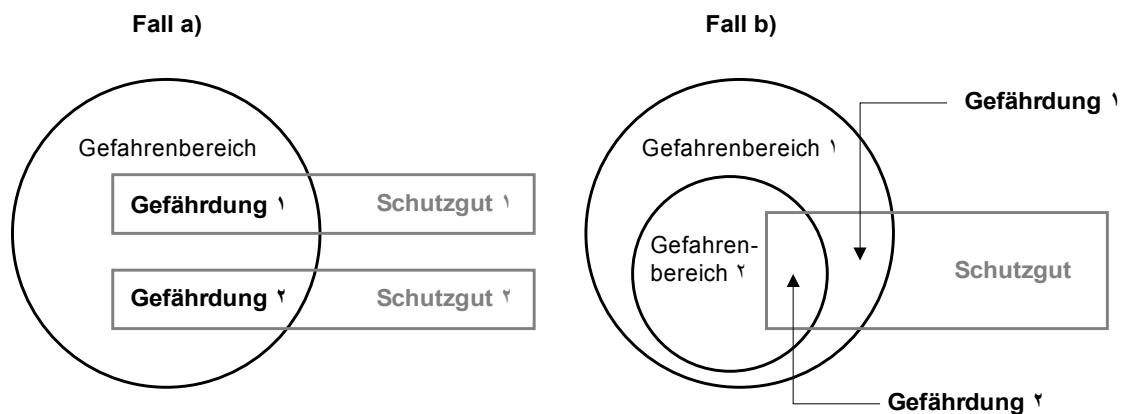 Fall a)
Gefahrenbereich
Gefährdung ١
Schutzgut ١
Gefährdung ٢
Schutzgut ٢
Fall b)
Gefährdung ١
Gefahrenbereich ١
Gefahren-
bereich ٢
Schutzgut
Gefährdung ٢